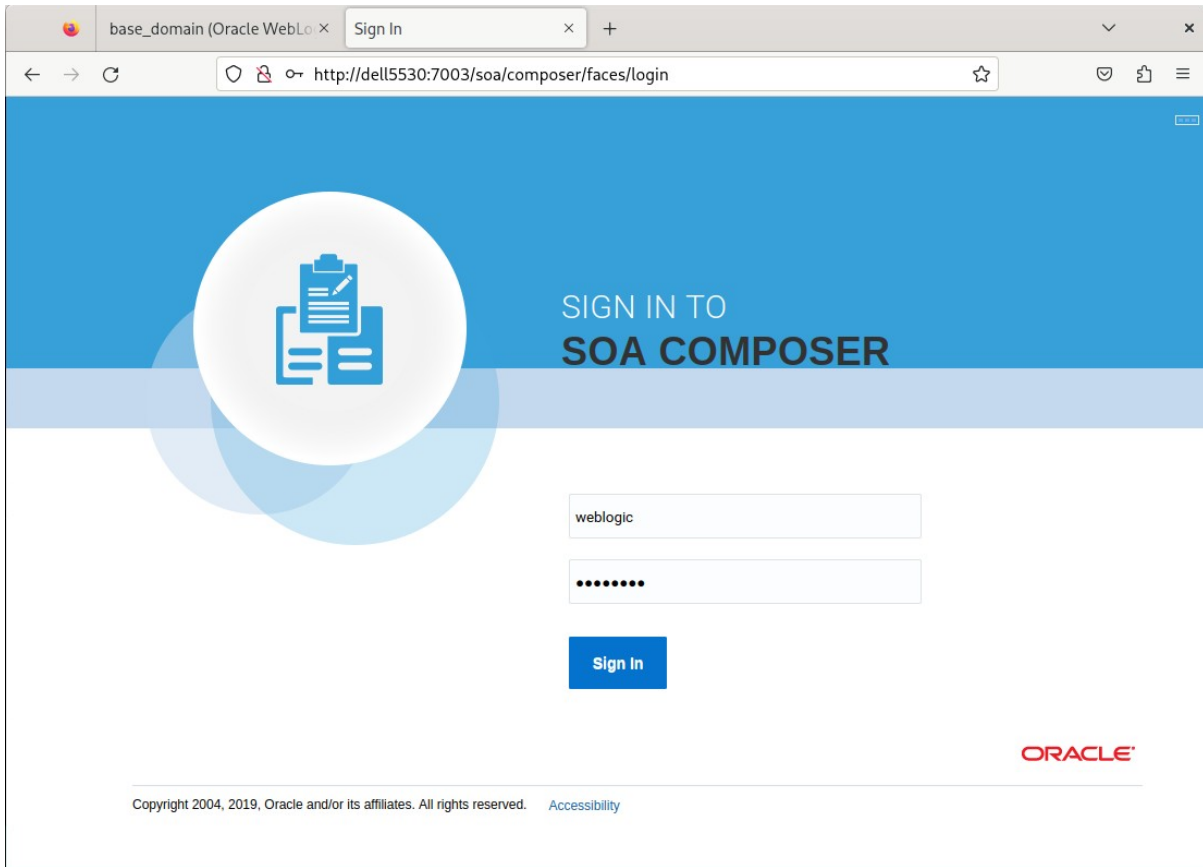 base_domain (Oracle WebLo
Sign In
http://dell5530:7003/soa/composer/faces/login
SIGN IN TO
SOA COMPOSER
weblogic
••••••••
Sign In
ORACLE
Copyright 2004, 2019, Oracle and/or its affiliates. All rights reserved. Accessibility